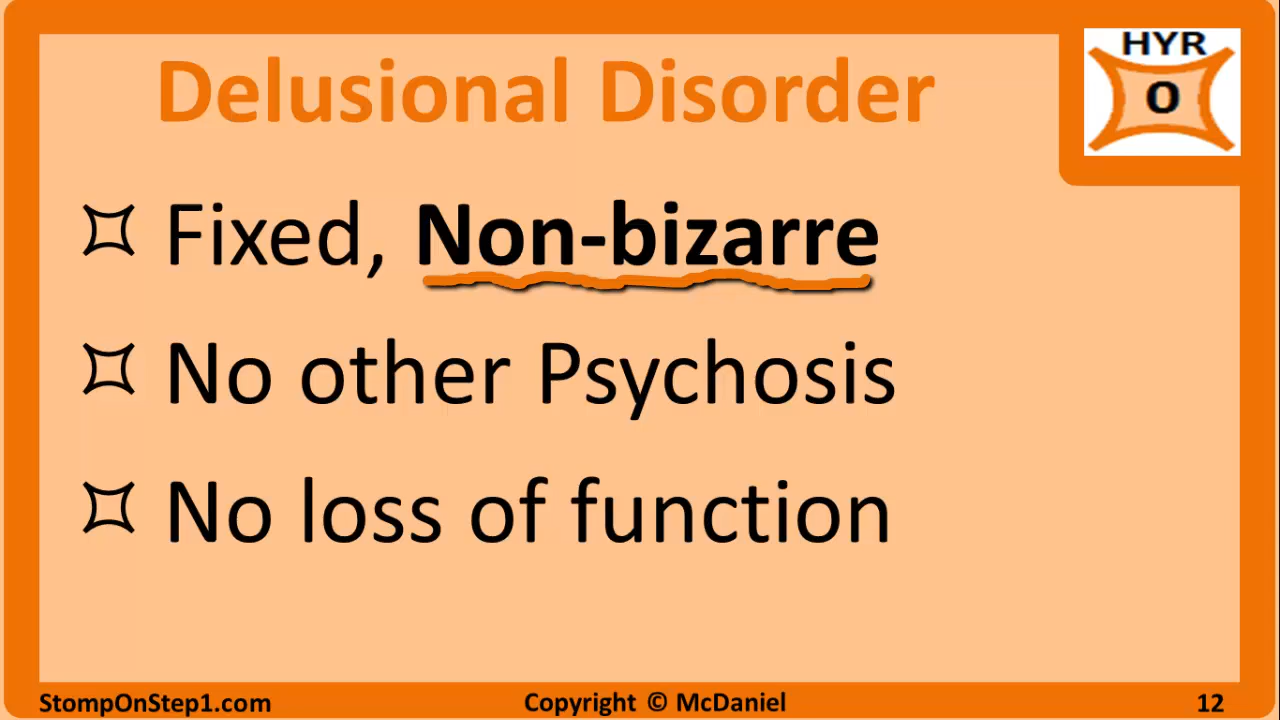 Delusional Disorder
HYR
0
Fixed, Non-bizarre
No other Psychosis
No loss of function
StompOnStep1.com
Copyright © McDaniel
12